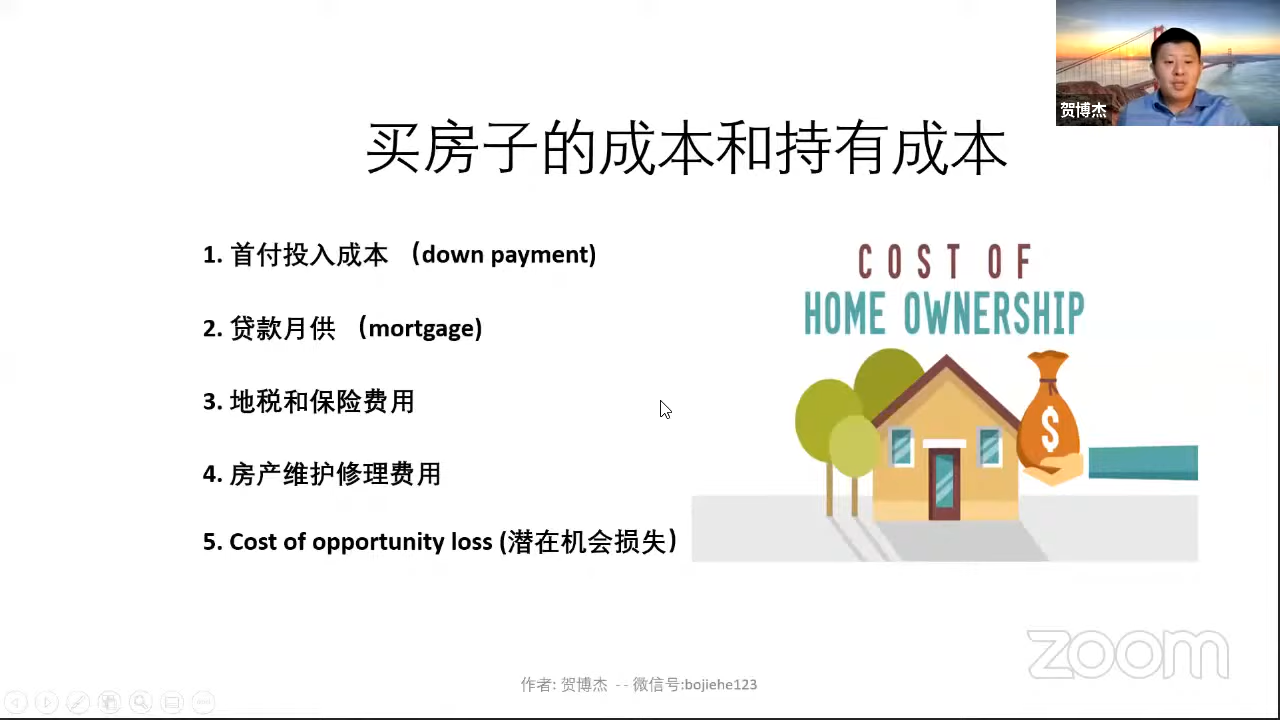 贺博杰
买房子的成本和持有成本
1. 首付投入成本 （down payment)
2. 贷款月供 （mortgage)
3. 地税和保险费用
4. 房产维护修理费用
5. Cost of opportunity loss (潜在机会损失）
COST OF
HOME OWNERSHIP
$
zoom
作者: 贺博杰 -- 微信号:bojiehe123